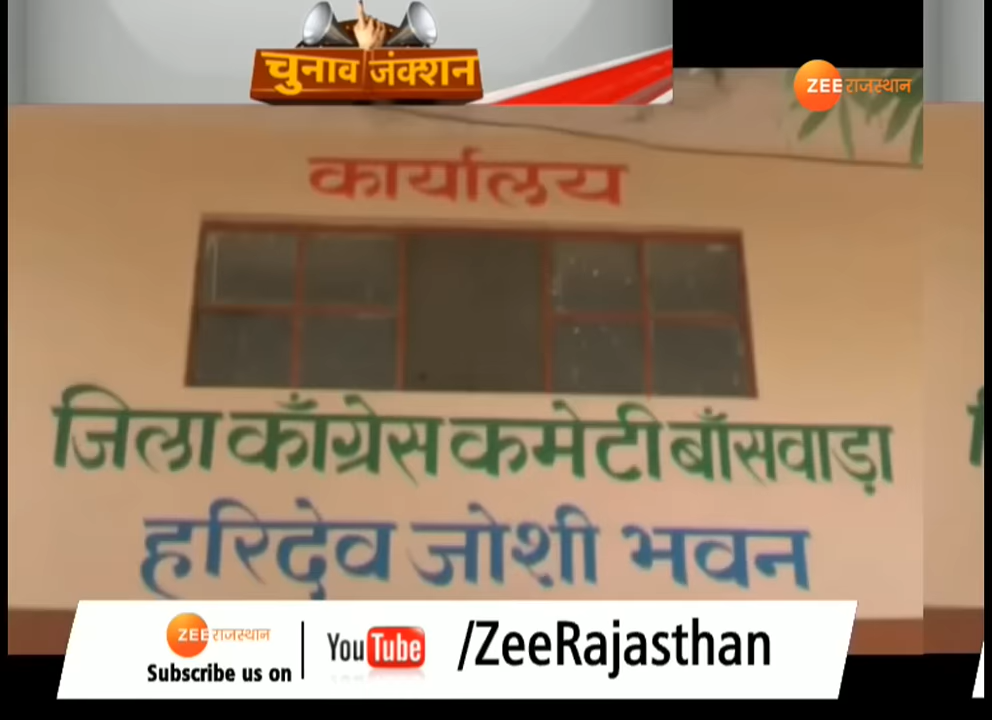 चुनाव जंक्शन
ZEE राजस्थान
कार्यालय
जिला काँग्रेस कमेटी बाँसवाड़ा
हरिदेव जोशी भवन
ZEE राजस्थान
Subscribe us on
YouTube
/ZeeRajasthan